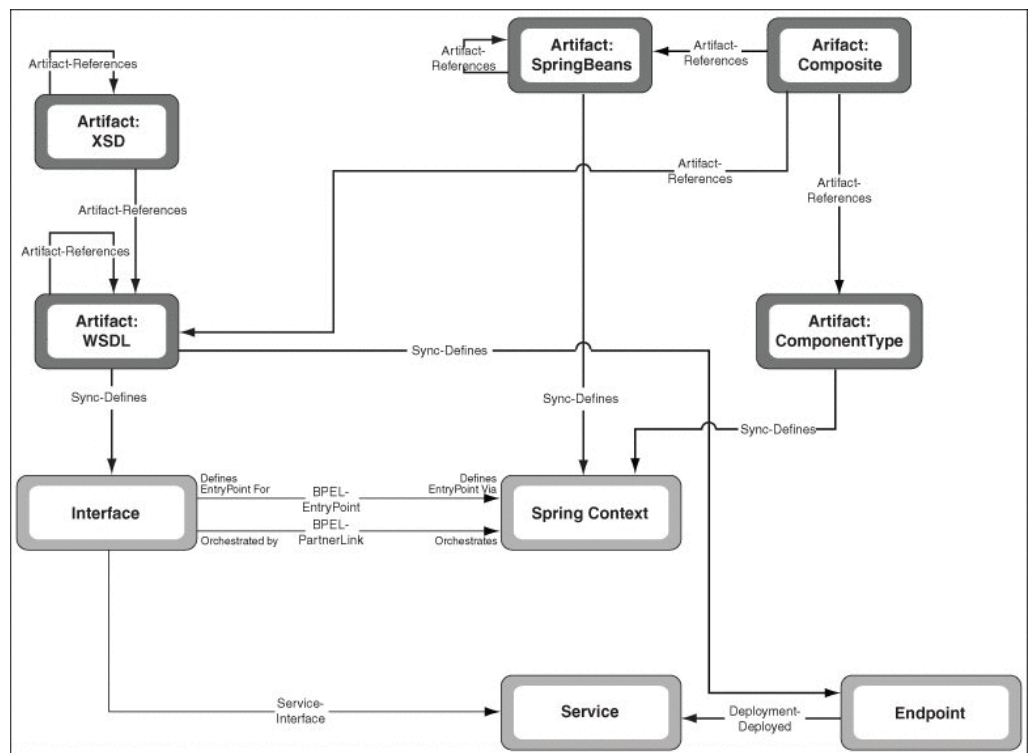 Artifact-References
Artifact:
XSD
Artifact-References
Artifact-References
Artifact:
WSDL
Artifact-
References
Artifact:
SpringBeans
Artifact-
References
Arifact:
Composite
Artifact-
References
Artifact-
References
Artifact:
ComponentType
Sync-Defines
Sync-Defines
Sync-Defines
Sync-Defines
Interface
Defines
EntryPoint For
BPEL-
EntryPoint
Defines
EntryPoint Via
Orchestrated by
BPEL-
PartnerLink
Orchestrates
Spring Context
Service-
Interface
Service
Deployment-
Deployed
Endpoint